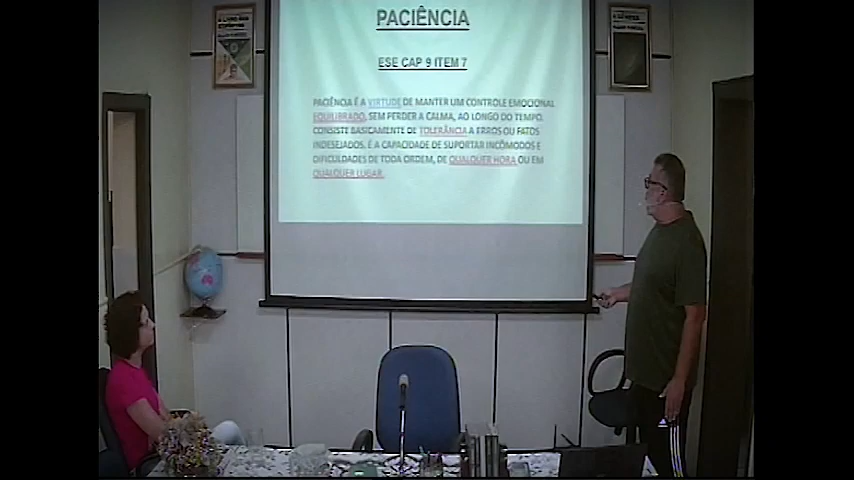 O LIVRO DOS
PACIÊNCIA
ESE CAP 9 ITEM 7
PACIÊNCIA É A VIRTUDE DE MANTER UM CONTROLE EMOCIONAL
EQUILIBRADO, SEM PERDER A CALMA, AO LONGO DO TEMPO.
CONSISTE BASICAMENTE DE TOLERÂNCIA A ERROS OU FATOS
INDESEJADOS. É A CAPACIDADE DE SUPORTAR INCÔMODOS E
DIFICULDADES DE TODA ORDEM, DE QUALQUER HORA OU EM
QUALQUER LUGAR.